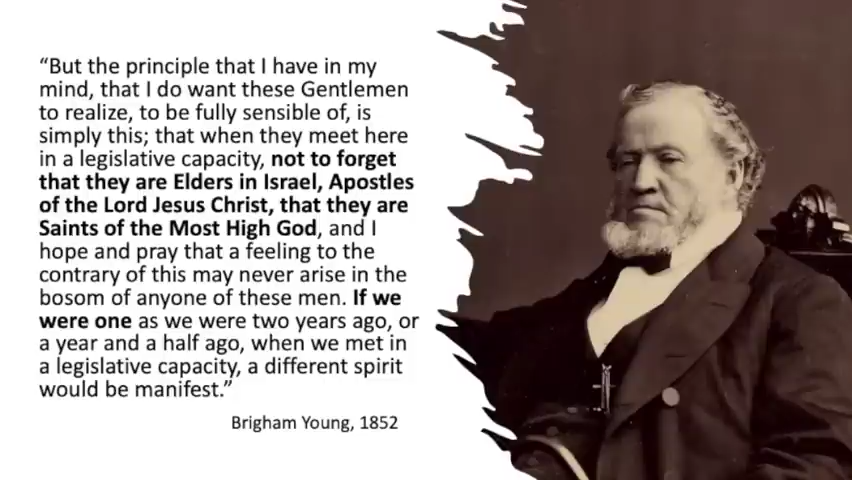 “But the principle that I have in my
mind, that I do want these Gentlemen
to realize, to be fully sensible of, is
simply this; that when they meet here
in a legislative capacity, not to forget
that they are Elders in Israel, Apostles
of the Lord Jesus Christ, that they are
Saints of the Most High God, and I
hope and pray that a feeling to the
contrary of this may never arise in the
bosom of anyone of these men. If we
were one as we were two years ago, or
a year and a half ago, when we met in
a legislative capacity, a different spirit
would be manifest.”
Brigham Young, 1852